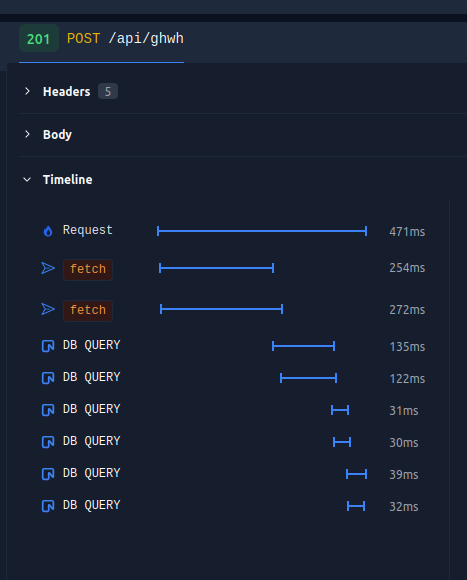 201 POST /api/ghwh
Headers 5
Body
Timeline
Request 471ms
fetch 254ms
fetch 272ms
DB QUERY 135ms
DB QUERY 122ms
DB QUERY 31ms
DB QUERY 30ms
DB QUERY 39ms
DB QUERY 32ms